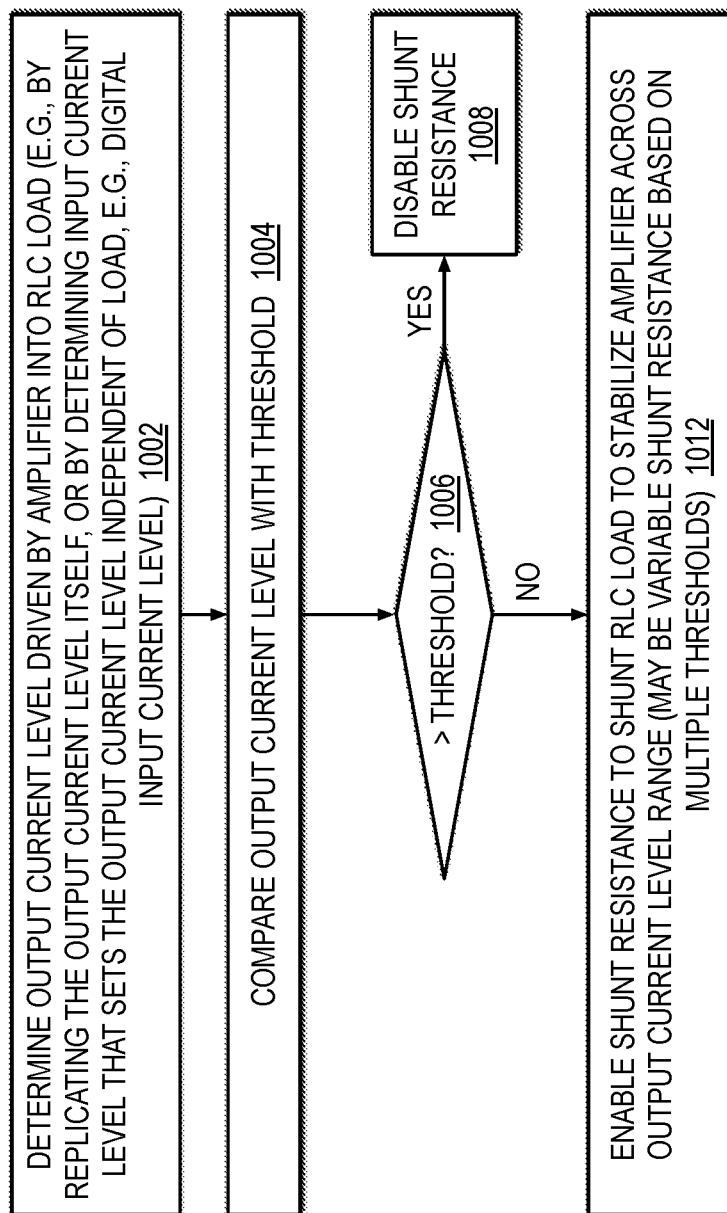 DETERMINE OUTPUT CURRENT LEVEL DRIVEN BY AMPLIFIER INTO RLC LOAD (E.G., BY
REPLICATING THE OUTPUT CURRENT LEVEL ITSELF, OR BY DETERMINING INPUT CURRENT
LEVEL THAT SETS THE OUTPUT CURRENT LEVEL INDEPENDENT OF LOAD, E.G., DIGITAL
INPUT CURRENT LEVEL) 1002
COMPARE OUTPUT CURRENT LEVEL WITH THRESHOLD 1004
> THRESHOLD? 1006
YES
DISABLE SHUNT
RESISTANCE
1008
NO
ENABLE SHUNT RESISTANCE TO SHUNT RLC LOAD TO STABILIZE AMPLIFIER ACROSS
OUTPUT CURRENT LEVEL RANGE (MAY BE VARIABLE SHUNT RESISTANCE BASED ON
MULTIPLE THRESHOLDS) 1012